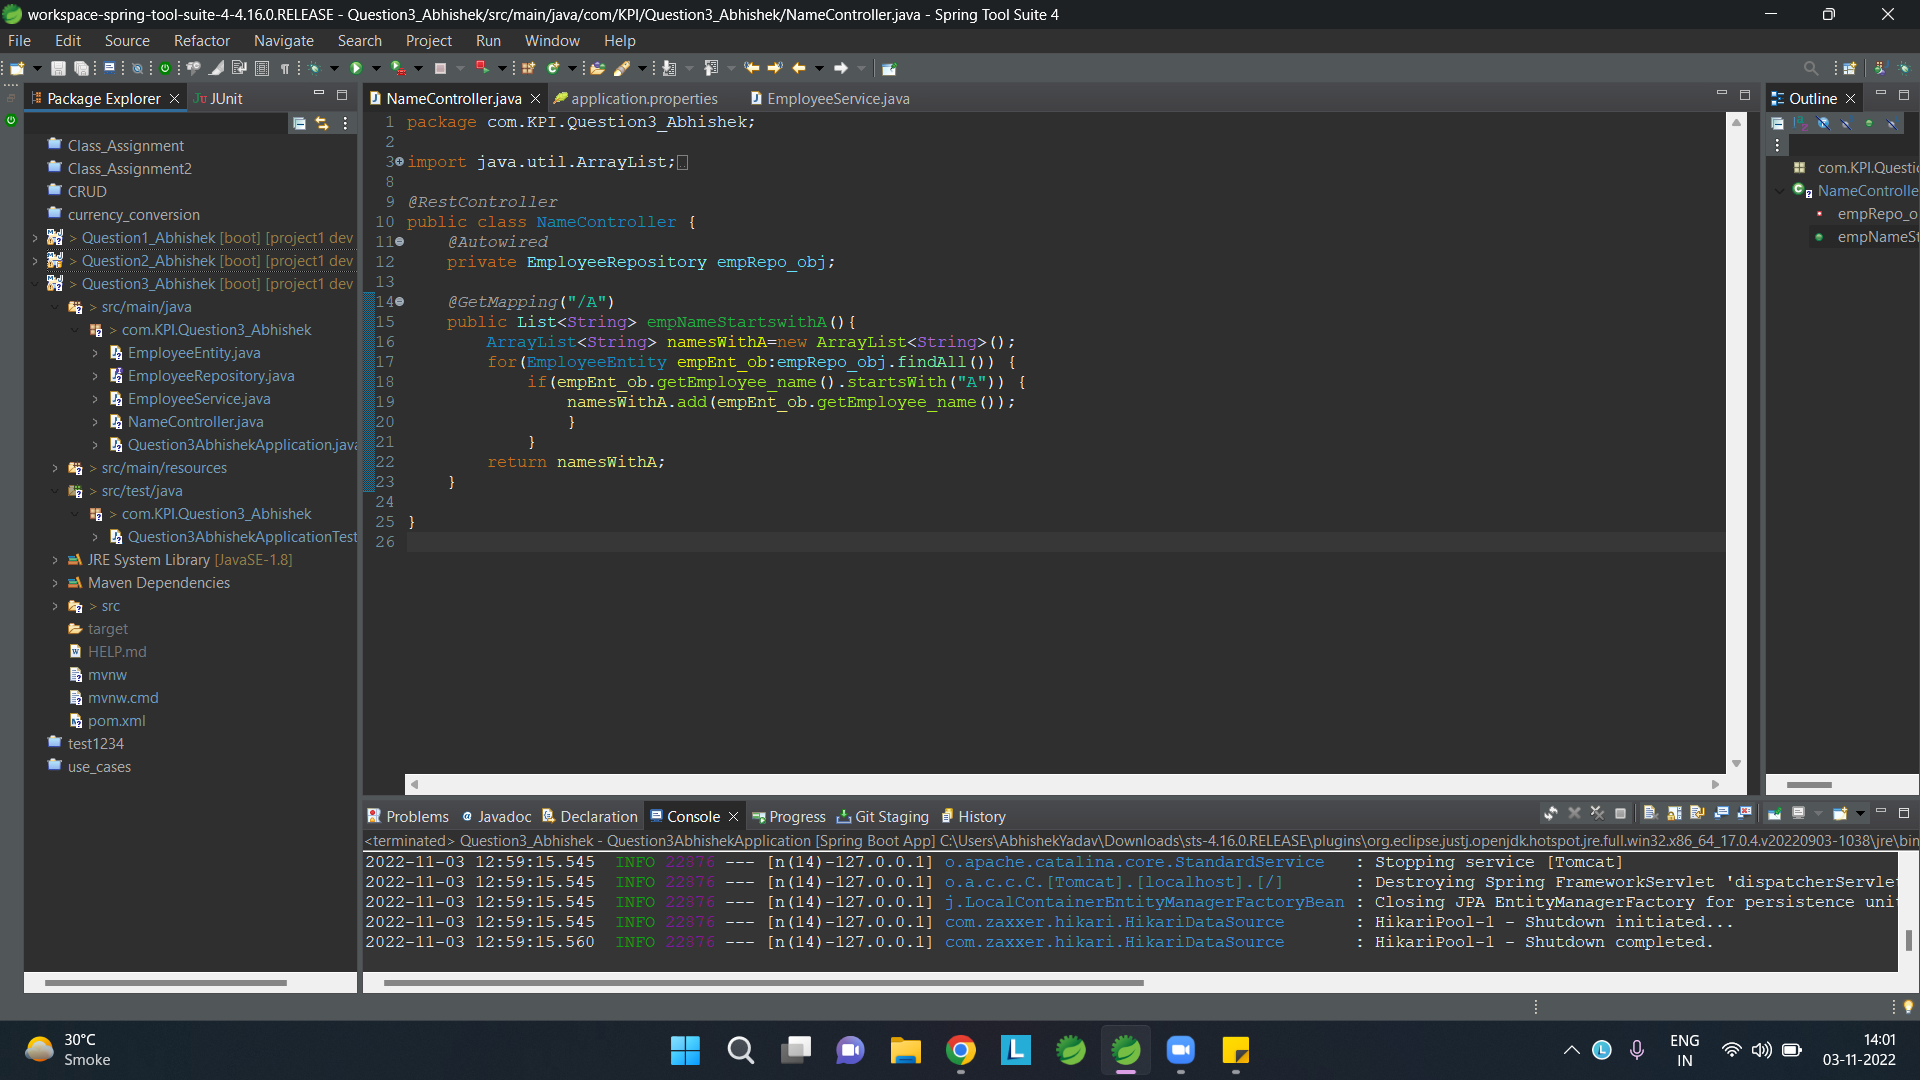 workspace-spring-tool-suite-4-4.16.0.RELEASE - Question3_Abhishek/src/main/java/com/KPI/Question3_Abhishek/NameController.java - Spring Tool Suite 4
File Edit Source Refactor Navigate Search Project Run Window Help
Package Explorer JUnit
Class_Assignment
Class_Assignment2
CRUD
currency_conversion
> Question1_Abhishek [boot] [project1 dev
> Question2_Abhishek [boot] [project1 dev
> Question3_Abhishek [boot] [project1 dev
> src/main/java
> com.KPI.Question3_Abhishek
EmployeeEntity.java
EmployeeRepository.java
EmployeeService.java
NameController.java
Question3AbhishekApplication.java
> src/main/resources
> src/test/java
> com.KPI.Question3_Abhishek
Question3AbhishekApplicationTest
JRE System Library [JavaSE-1.8]
Maven Dependencies
> src
target
HELP.md
mvnw
mvnw.cmd
pom.xml
test1234
use_cases
NameController.java application.properties EmployeeService.java
1 package com.KPI.Question3_Abhishek;
2
3 import java.util.ArrayList;
8
9 @RestController
10 public class NameController {
11 @Autowired
12 private EmployeeRepository empRepo_obj;
13
14 @GetMapping("/A")
15 public List<String> empNameStartswithA(){
16 ArrayList<String> namesWithA=new ArrayList<String>();
17 for(EmployeeEntity empEnt_ob:empRepo_obj.findAll()) {
18 if(empEnt_ob.getEmployee_name().startsWith("A")) {
19 namesWithA.add(empEnt_ob.getEmployee_name());
20 }
21 }
22 return namesWithA;
23 }
24
25 }
26
Outline
com.KPI.Questio
NameControlle
empRepo_o
empNameSt
Problems Javadoc Declaration Console Progress Git Staging History
<terminated> Question3_Abhishek - Question3AbhishekApplication [Spring Boot App] C:\Users\AbhishekYadav\Downloads\sts-4.16.0.RELEASE\plugins\org.eclipse.justj.openjdk.hotspot.jre.full.win32.x86_64_17.0.4.v20220903-1038\jre\bin
2022-11-03 12:59:15.545 INFO 22876 --- [n(14)-127.0.0.1] o.apache.catalina.core.StandardService : Stopping service [Tomcat]
2022-11-03 12:59:15.545 INFO 22876 --- [n(14)-127.0.0.1] o.a.c.c.C.[Tomcat].[localhost].[/] : Destroying Spring FrameworkServlet 'dispatcherServlet
2022-11-03 12:59:15.545 INFO 22876 --- [n(14)-127.0.0.1] j.LocalContainerEntityManagerFactoryBean : Closing JPA EntityManagerFactory for persistence uni
2022-11-03 12:59:15.545 INFO 22876 --- [n(14)-127.0.0.1] com.zaxxer.hikari.HikariDataSource : HikariPool-1 - Shutdown initiated...
2022-11-03 12:59:15.560 INFO 22876 --- [n(14)-127.0.0.1] com.zaxxer.hikari.HikariDataSource : HikariPool-1 - Shutdown completed.
30°C
Smoke
ENG
IN
14:01
03-11-2022